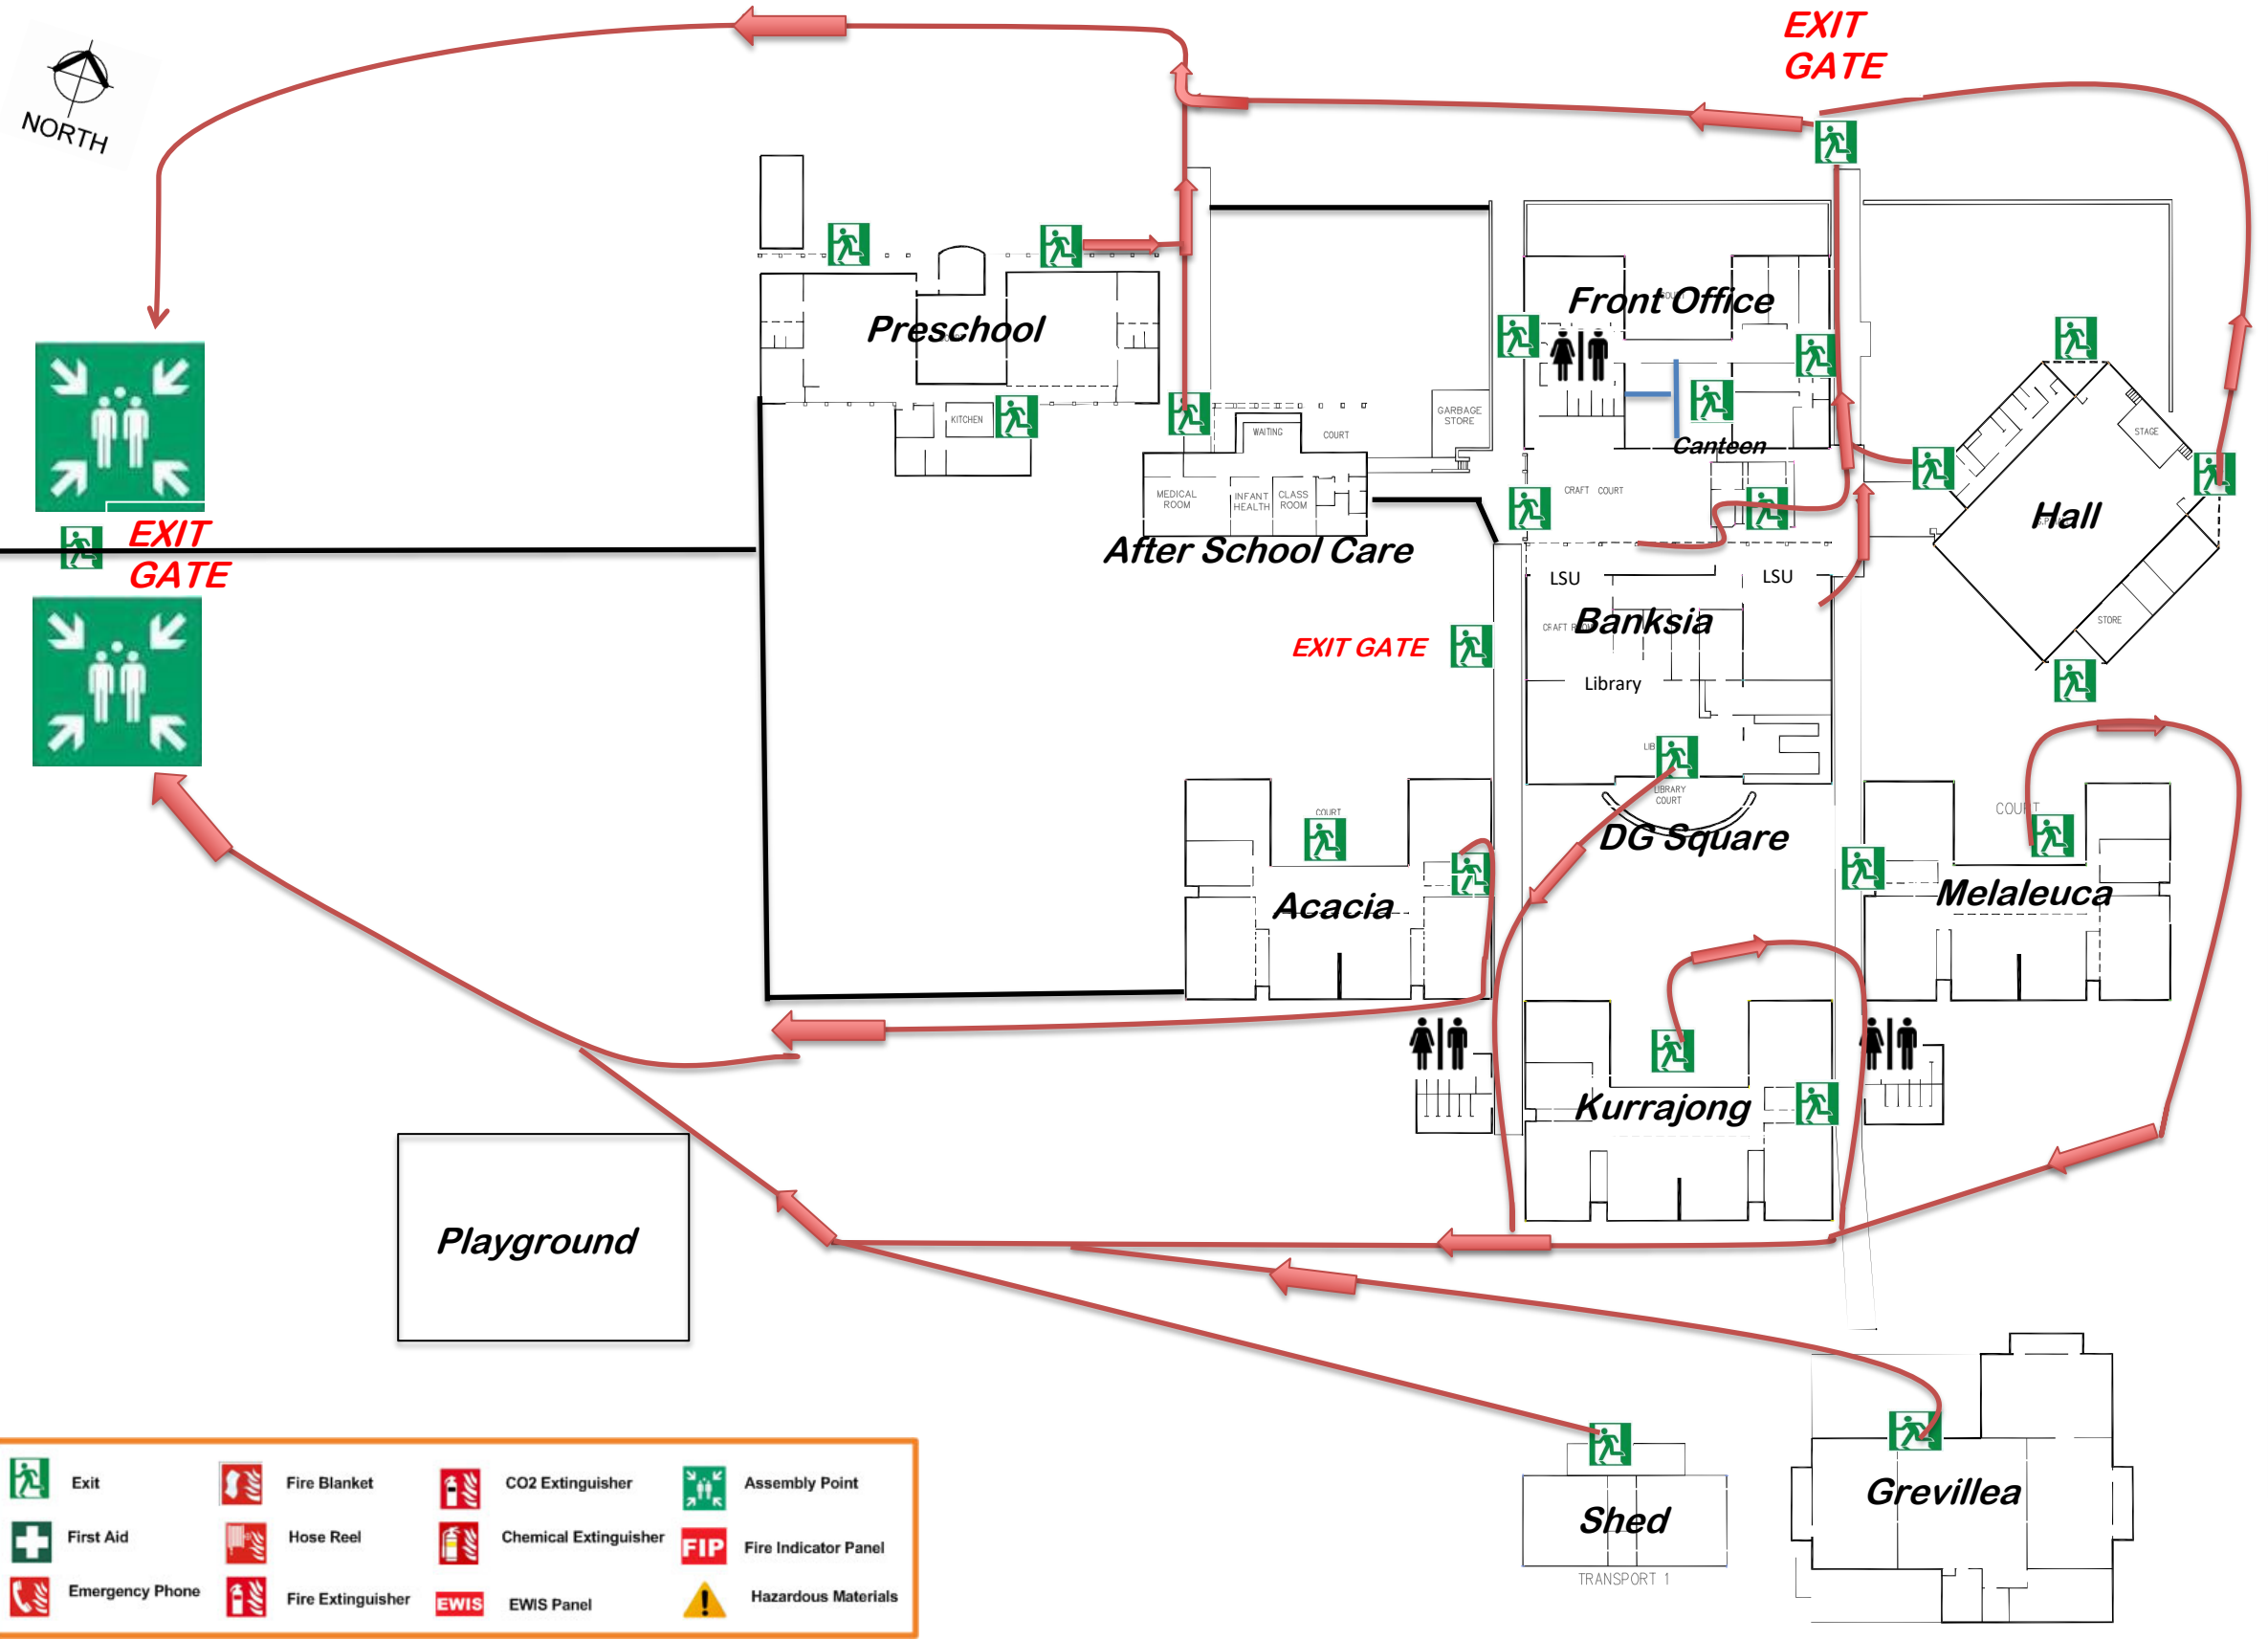 EXIT
GATE
NORTH
Front Office
Preschool
KITCHEN
WAITING
COURT
GARBAGE
STORE
Canteen
STAGE
MEDICAL
ROOM
INFANT
HEALTH
CLASS
ROOM
CRAFT COURT
Hall
EXIT
GATE
After School Care
LSU
LSU
Banksia
STORE
EXIT GATE
Library
LIBRARY
COURT
COURT
COURT
DG Square
Acacia
Melaleuca
Kurrajong
Playground
Grevillea
Shed
TRANSPORT 1
Exit
Fire Blanket
CO2 Extinguisher
Assembly Point
First Aid
Hose Reel
Chemical Extinguisher
FIP
Fire Indicator Panel
Emergency Phone
Fire Extinguisher
EWIS
EWIS Panel
Hazardous Materials